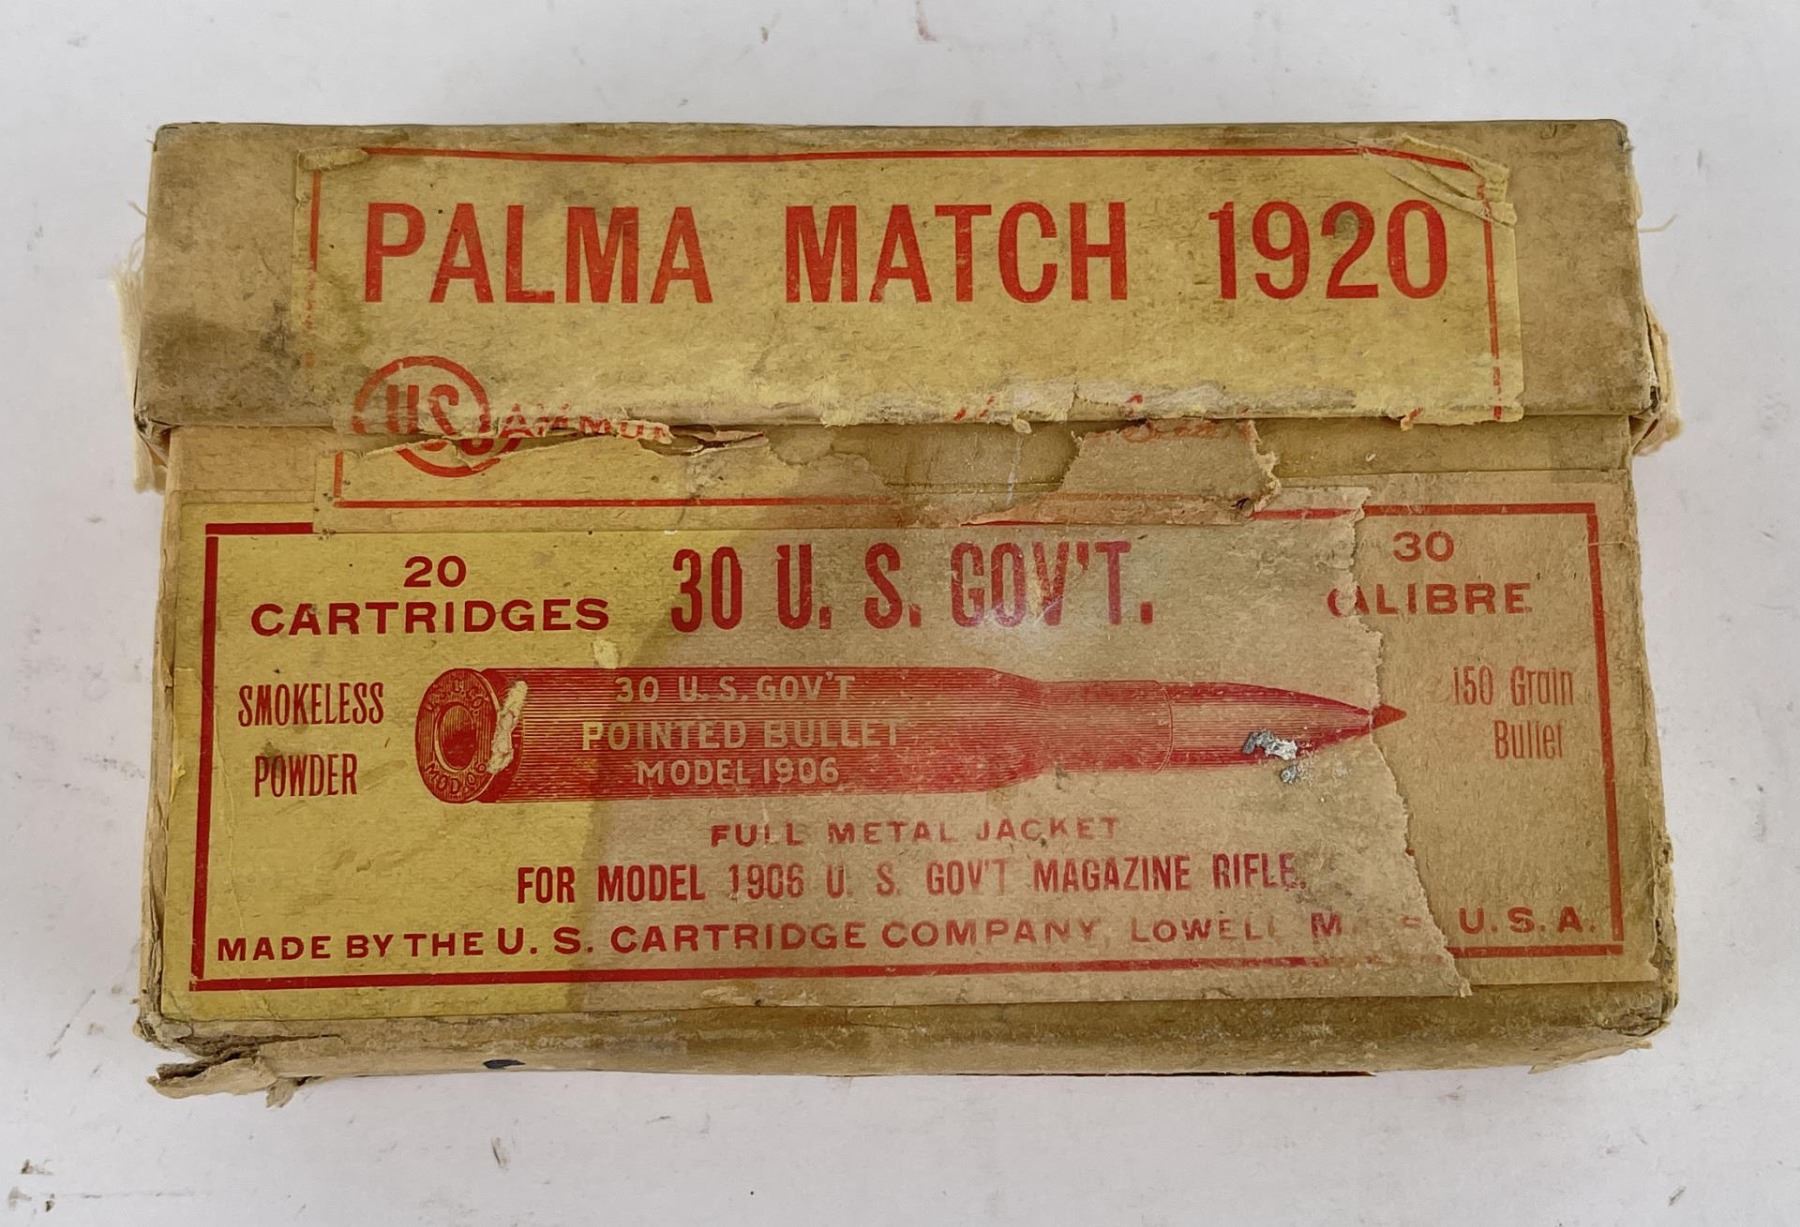 PALMA MATCH 1920
US
20
CARTRIDGES
30 U. S. GOV'T.
30
CALIBRE
SMOKELESS
POWDER
30 U. S. GOV'T
POINTED BULLET
MODEL 1906
150 Grain
Bullet
FULL METAL JACKET
FOR MODEL 1906 U. S. GOV'T MAGAZINE RIFLE.
MADE BY THE U. S. CARTRIDGE COMPANY, LOWELL U. S. A.